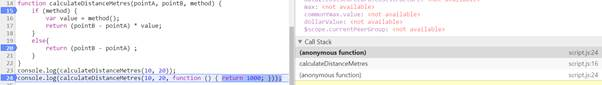 14 function calculateDistanceMetres(pointA, pointB, method) {
15 if (method) {
16 var value = method();
17 return (pointB - pointA) * value;
18 }
19 else{
20 return (pointB - pointA) ;
21 }
22 }
23 console.log(calculateDistanceMetres(10, 20));
24 console.log(calculateDistanceMetres(10, 20, function () { return 1000; }));
max: <not available>
commonMax.value: <not available>
dollarValue: <not available>
$scope.currentPeerGroup: <not available>
Call Stack
(anonymous function) script.js:24
calculateDistanceMetres script.js:16
(anonymous function) script.js:24